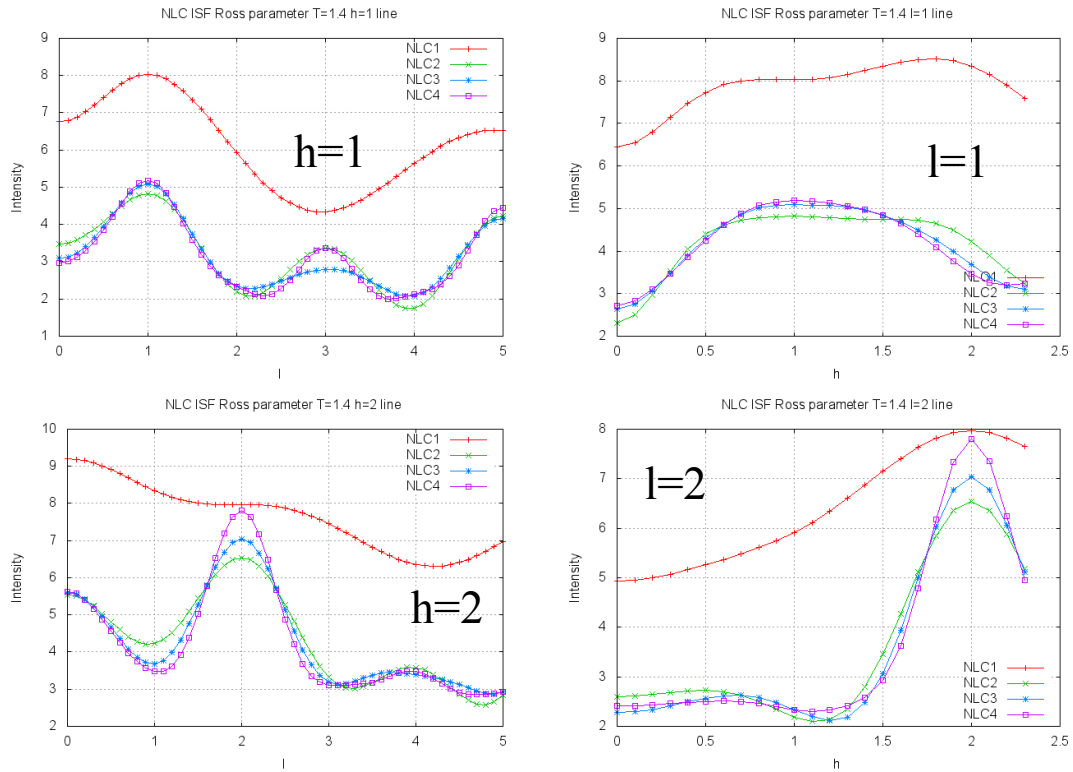 NLC ISF Ross parameter T=1.4 h=1 line
9
8
7
6
5
4
3
2
1
Intensity
NLC1
NLC2
NLC3
NLC4
h=1
0 1 2 3 4 5
l
NLC ISF Ross parameter T=1.4 l=1 line
9
8
7
6
5
4
3
2
Intensity
l=1
NLC1
NLC2
NLC3
NLC4
0 0.5 1 1.5 2 2.5
h
NLC ISF Ross parameter T=1.4 h=2 line
10
9
8
7
6
5
4
3
2
Intensity
NLC1
NLC2
NLC3
NLC4
h=2
0 1 2 3 4 5
l
NLC ISF Ross parameter T=1.4 l=2 line
8
7
6
5
4
3
2
Intensity
l=2
NLC1
NLC2
NLC3
NLC4
0 0.5 1 1.5 2 2.5
h